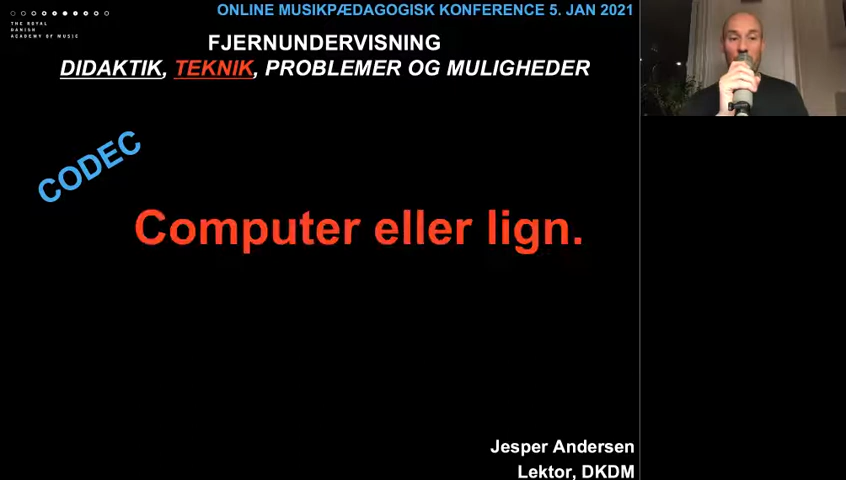 ONLINE MUSIKPÆDAGOGISK KONFERENCE 5. JAN 2021
THE ROYAL
DANISH
ACADEMY OF MUSIC
FJERNUNDERVISNING
DIDAKTIK, TEKNIK, PROBLEMER OG MULIGHEDER
CODEC
Computer eller lign.
Jesper Andersen
Lektor, DKDM